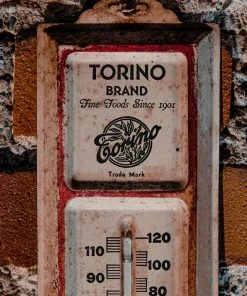 TORINO
BRAND
Fine Foods Since 1901
Torino
Trade Mark
120
110
100
90
80